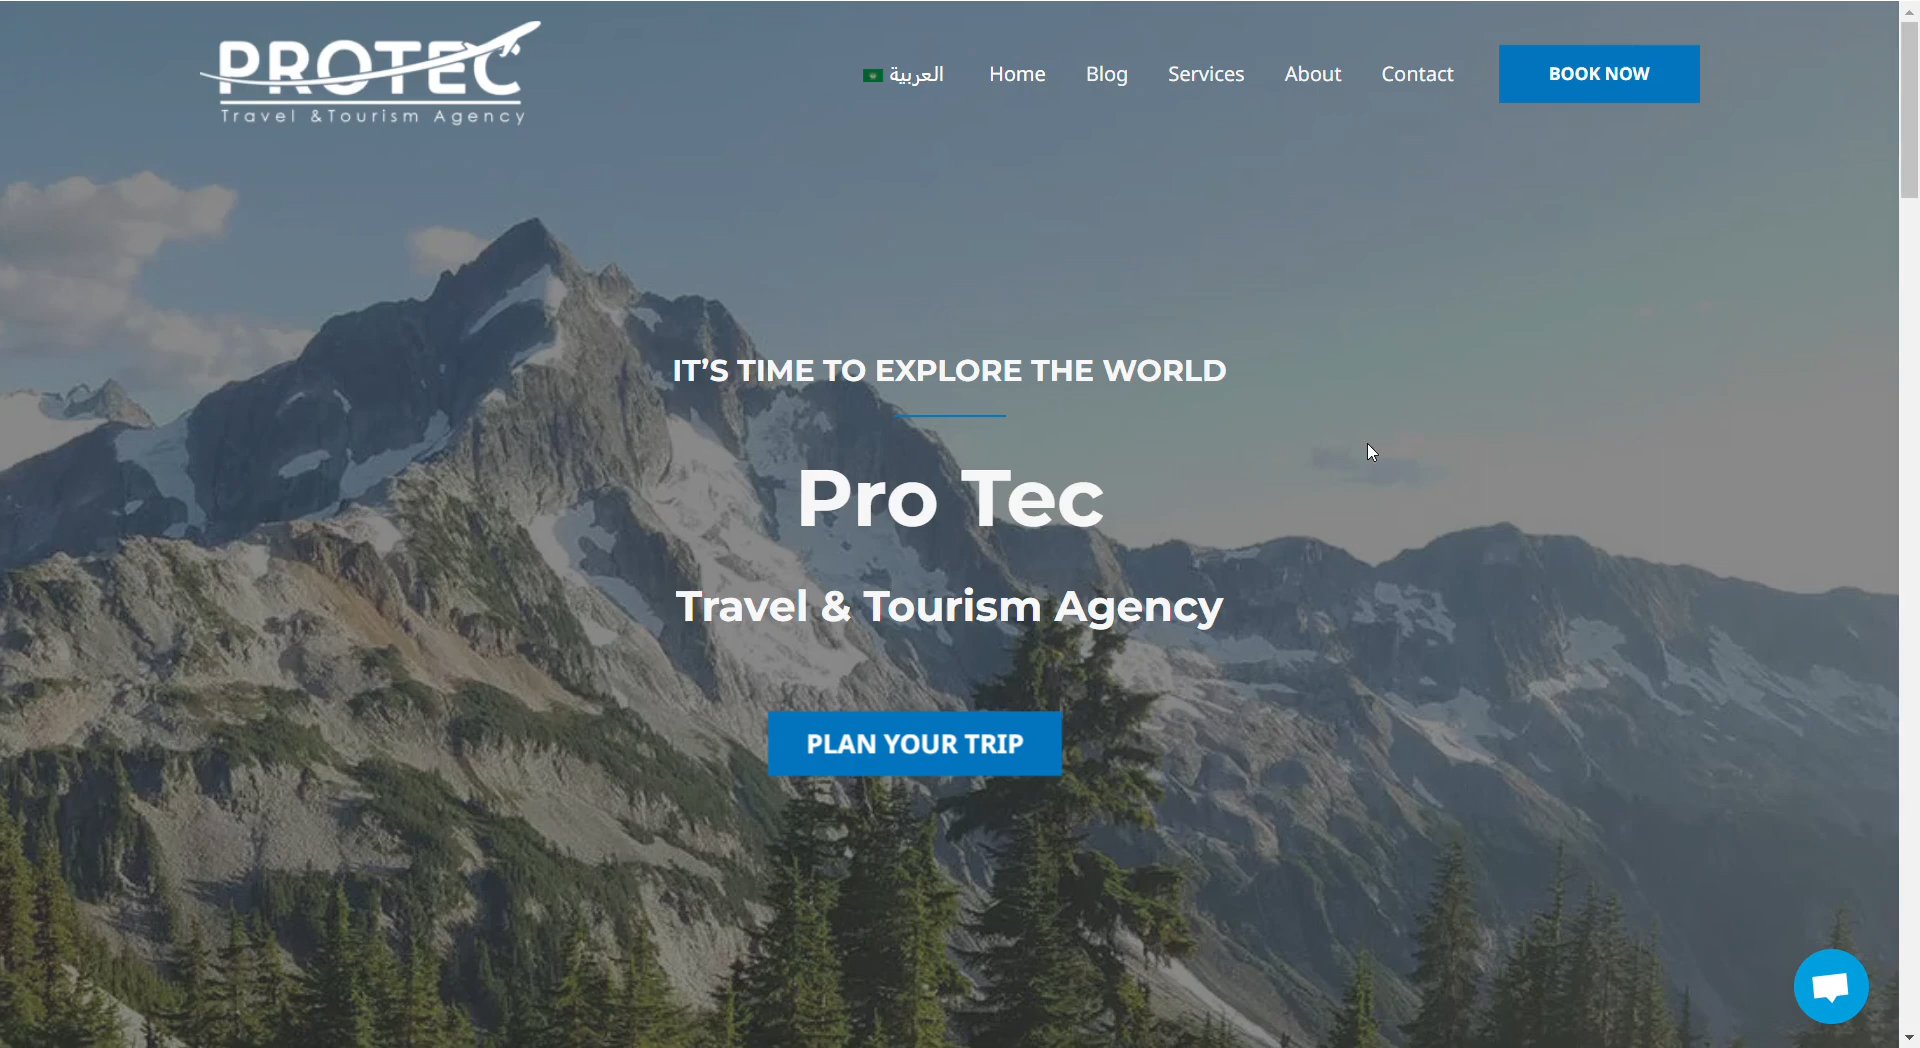 PROTEC
Travel &Tourism Agency
العربية
Home
Blog
Services
About
Contact
BOOK NOW
IT’S TIME TO EXPLORE THE WORLD
Pro Tec
Travel & Tourism Agency
PLAN YOUR TRIP